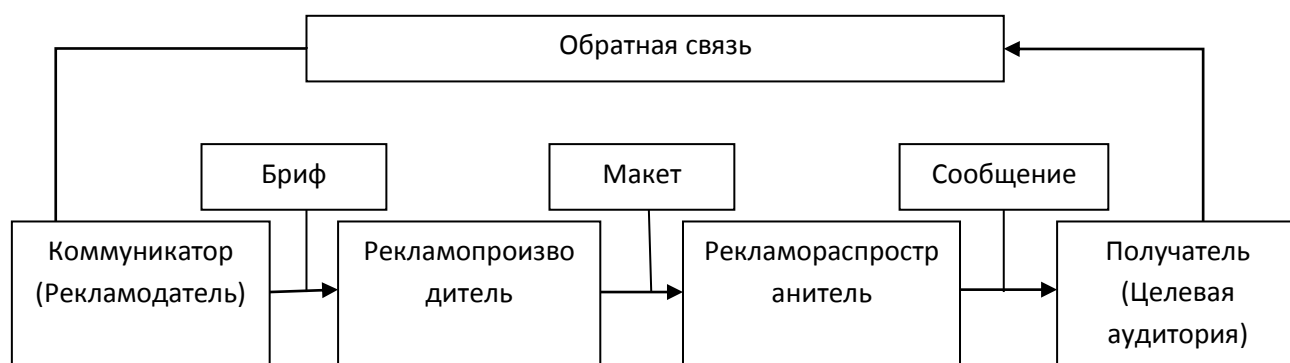 Обратная связь
Бриф
Макет
Сообщение
Коммуникатор
(Рекламодатель)
Рекламопроизво
дитель
Рекламораспростр
анитель
Получатель
(Целевая
аудитория)